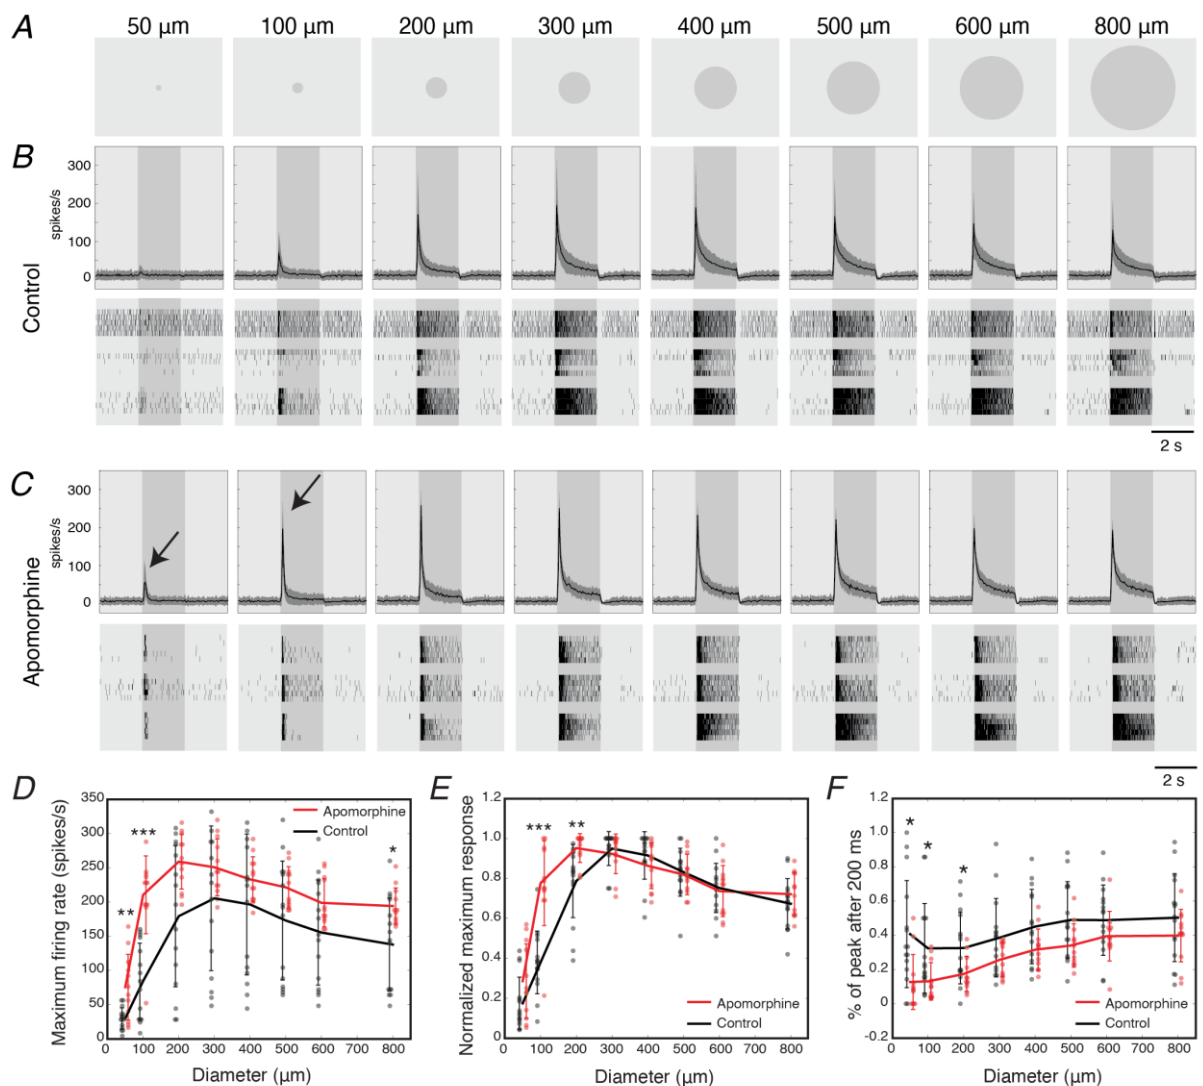 A
50 µm 100 µm 200 µm 300 µm 400 µm 500 µm 600 µm 800 µm
B
300
200
100
0
spikes/s
Control
2 s
C
300
200
100
0
spikes/s
Apomorphine
2 s
D
350
300
250
200
150
100
50
0
Maximum firing rate (spikes/s)
** *** *
Apomorphine
Control
0 100 200 300 400 500 600 700 800
Diameter (µm)
E
1.2
1.0
0.8
0.6
0.4
0.2
0
Normalized maximum response
*** **
Apomorphine
Control
0 100 200 300 400 500 600 700 800
Diameter (µm)
F
1.2
1.0
0.8
0.6
0.4
0.2
0
-0.2
% of peak after 200 ms
* * *
Apomorphine
Control
0 100 200 300 400 500 600 700 800
Diameter (µm)